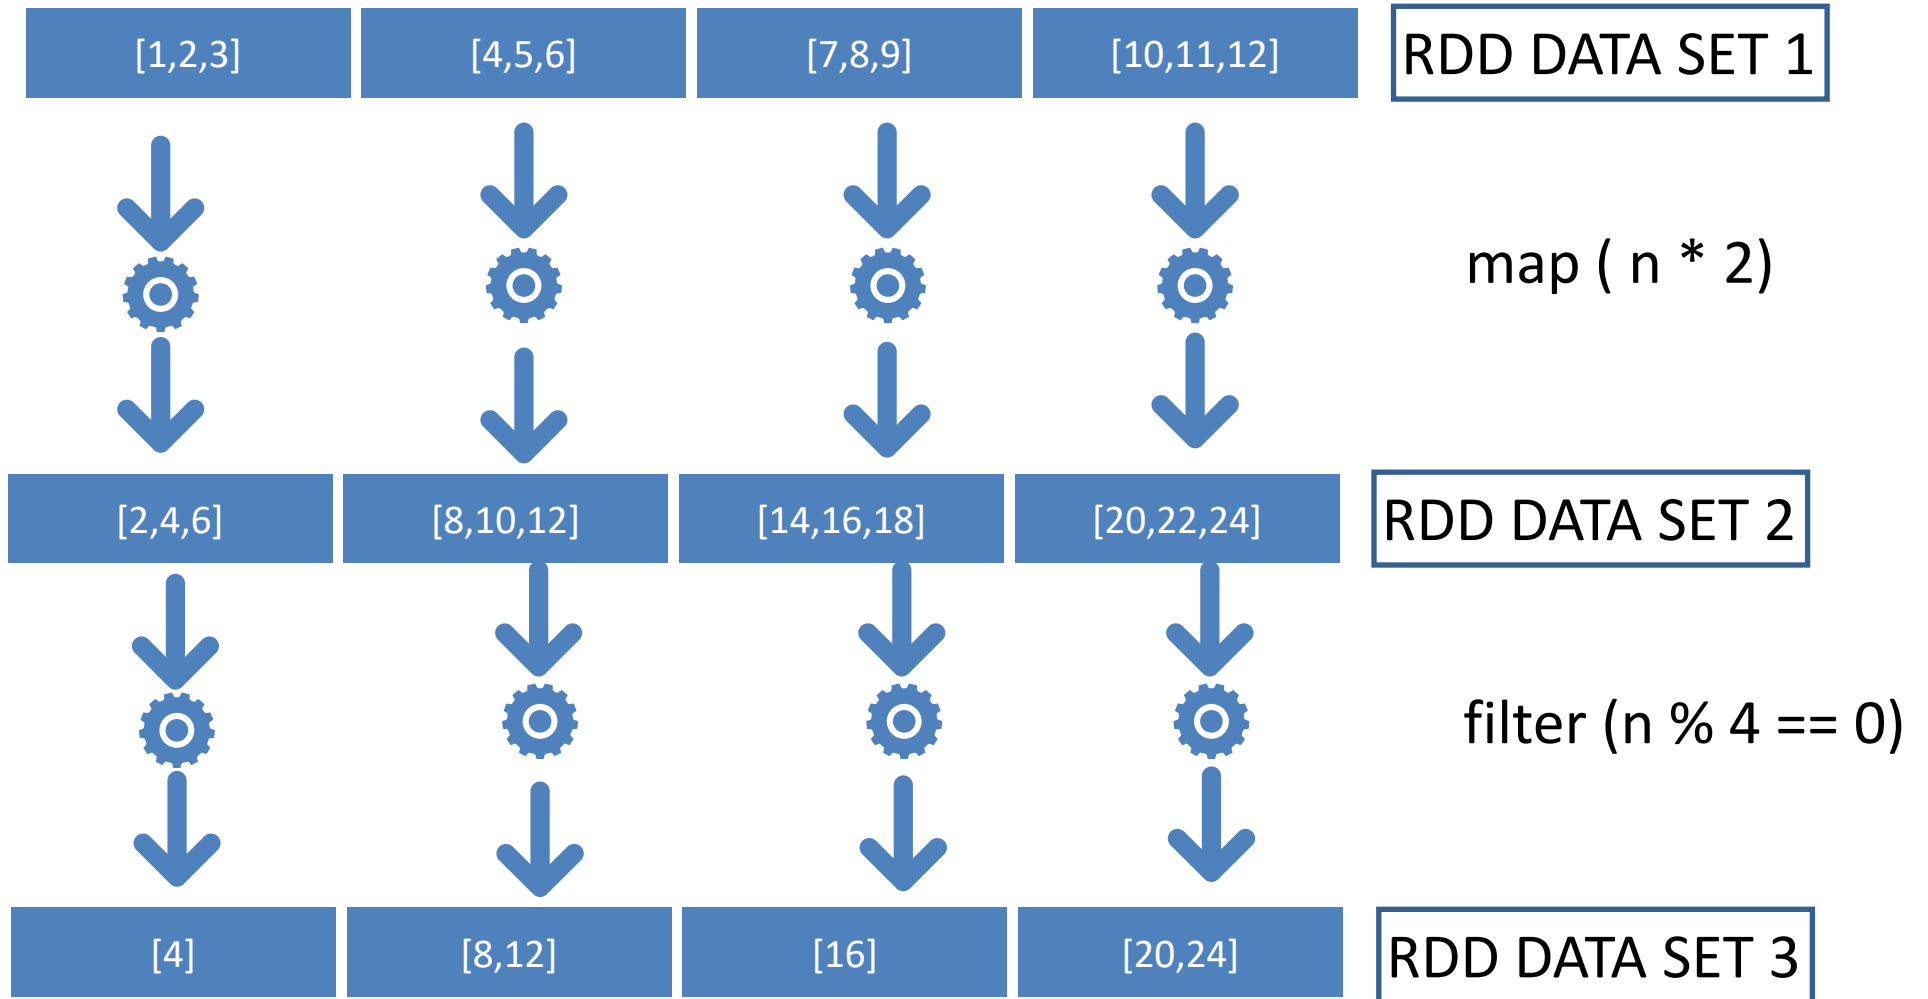 [1,2,3] [4,5,6] [7,8,9] [10,11,12] RDD DATA SET 1
map ( n * 2)
[2,4,6] [8,10,12] [14,16,18] [20,22,24] RDD DATA SET 2
filter (n % 4 == 0)
[4] [8,12] [16] [20,24] RDD DATA SET 3